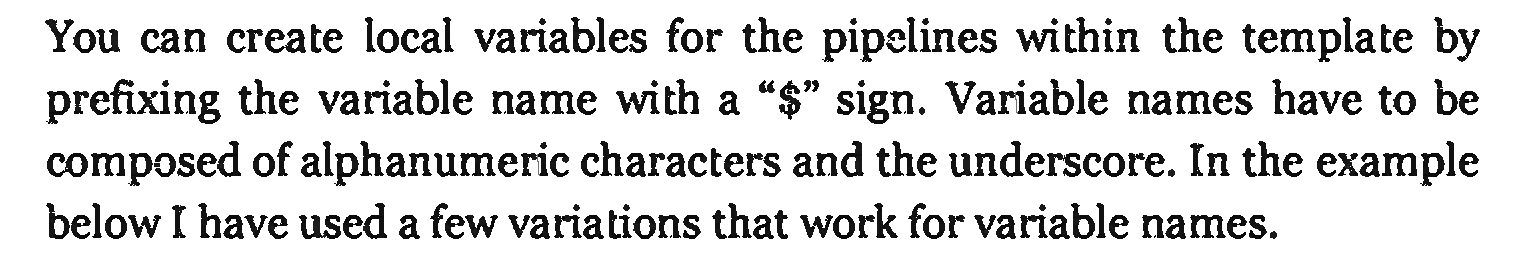 You can create local variables for the pipelines within the template by
prefixing the variable name with a “$” sign. Variable names have to be
composed of alphanumeric characters and the underscore. In the example
below I have used a few variations that work for variable names.